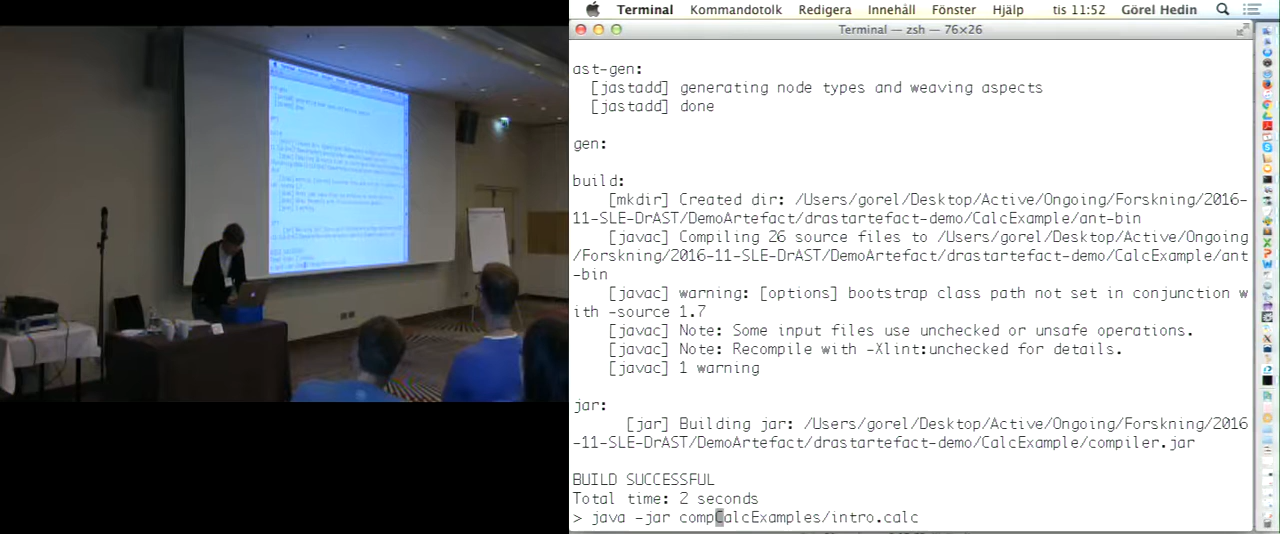 Terminal Kommandotolk Redigera Innehåll Fönster Hjälp tis 11:52 Görel Hedin
Terminal — zsh — 76×26
ast-gen:
[jastadd] generating node types and weaving aspects
[jastadd] done
gen:
build:
[mkdir] Created dir: /Users/gorel/Desktop/Active/Ongoing/Forskning/2016-
11-SLE-DrAST/DemoArtefact/drastartefact-demo/CalcExample/ant-bin
[javac] Compiling 26 source files to /Users/gorel/Desktop/Active/Ongoing
/Forskning/2016-11-SLE-DrAST/DemoArtefact/drastartefact-demo/CalcExample/ant
-bin
[javac] warning: [options] bootstrap class path not set in conjunction w
ith -source 1.7
[javac] Note: Some input files use unchecked or unsafe operations.
[javac] Note: Recompile with -Xlint:unchecked for details.
[javac] 1 warning
jar:
[jar] Building jar: /Users/gorel/Desktop/Active/Ongoing/Forskning/2016
-11-SLE-DrAST/DemoArtefact/drastartefact-demo/CalcExample/compiler.jar
BUILD SUCCESSFUL
Total time: 2 seconds
> java -jar compCalcExamples/intro.calc